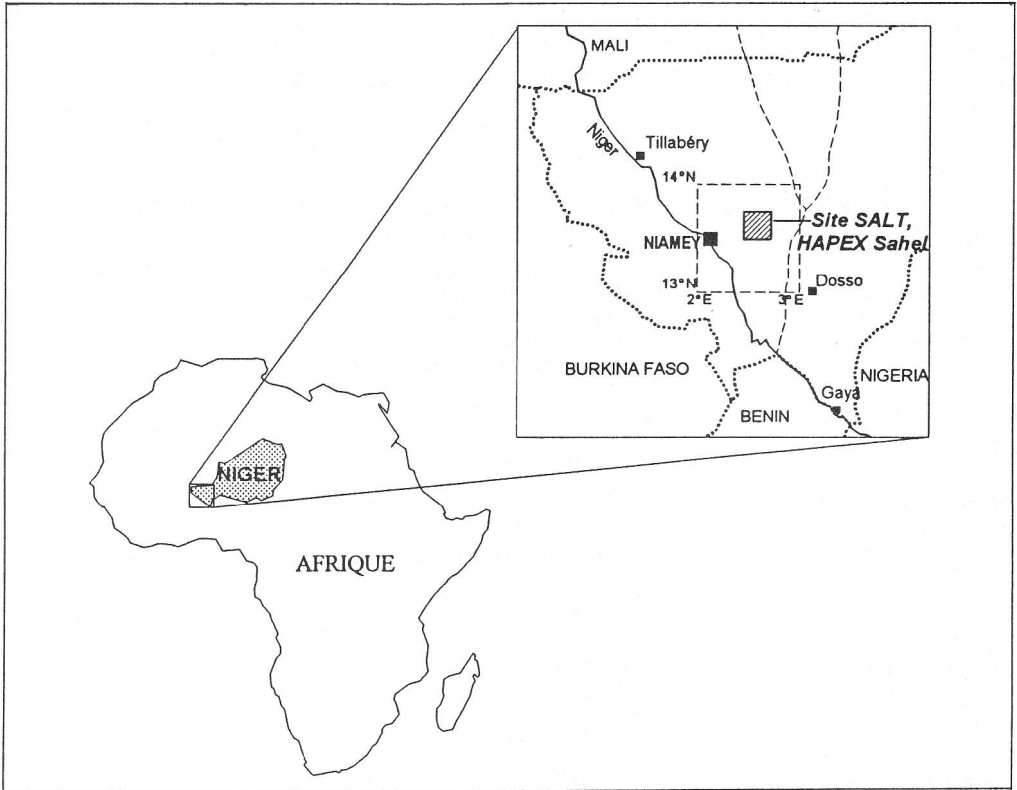 MALI
Niger
Tillabéry
14°N
Site SALT,
HAPEX Sahel
NIAMEY
13°N
2°E
3°E
Dosso
BURKINA FASO
NIGERIA
Gaya
BENIN
NIGER
AFRIQUE